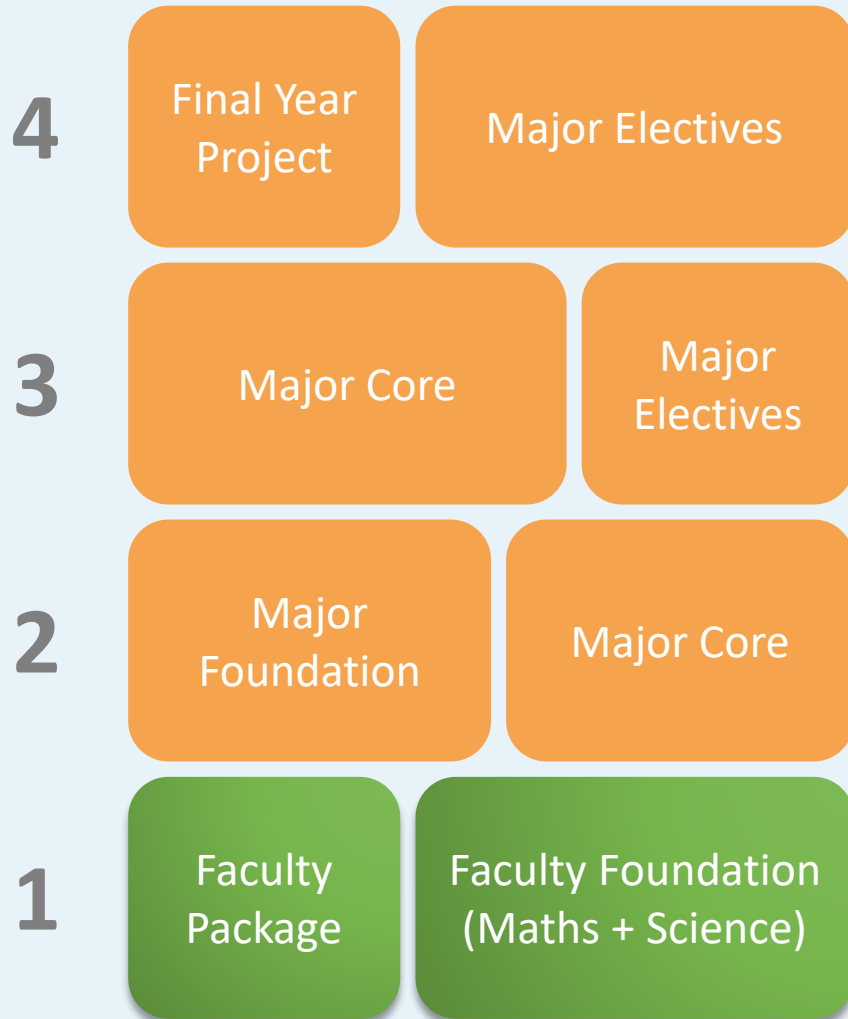 4
Final Year
Project
Major Electives
3
Major Core
Major
Electives
2
Major
Foundation
Major Core
1
Faculty
Package
Faculty Foundation
(Maths + Science)